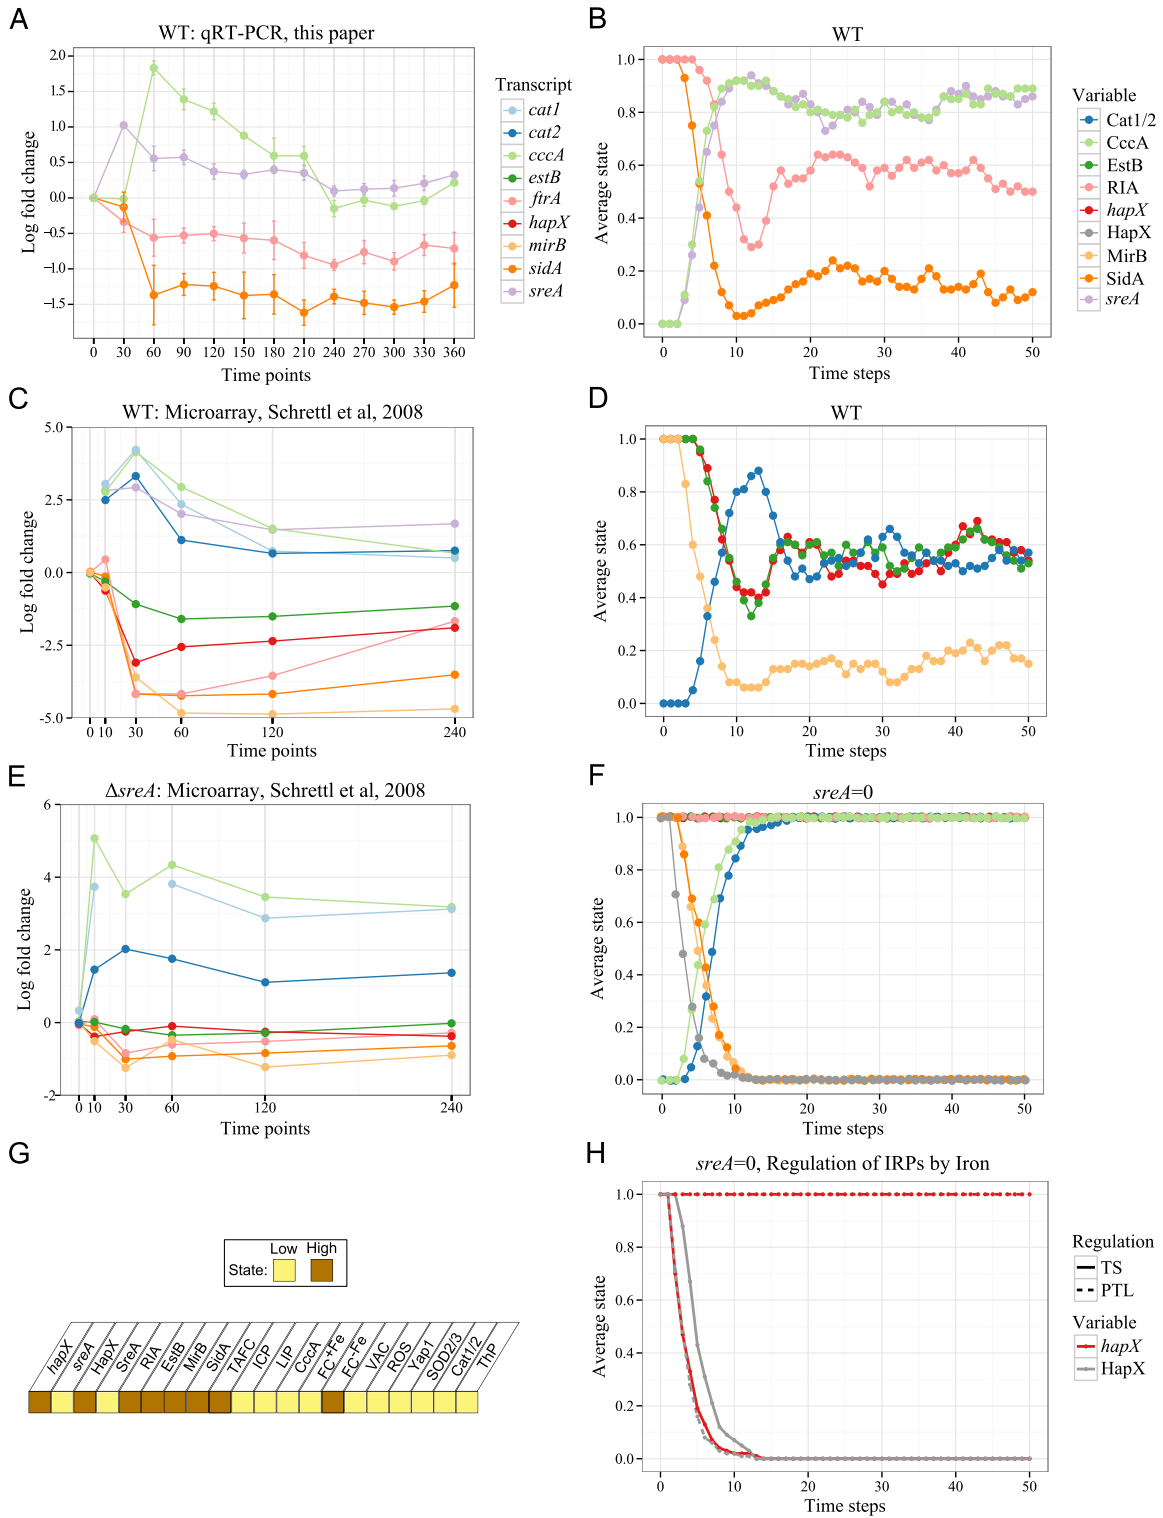 A
WT: qRT-PCR, this paper
2.0
1.5
1.0
0.5
0.0
−0.5
−1.0
−1.5
Log fold change
0 30 60 90 120 150 180 210 240 270 300 330 360
Time points
Transcript
cat1
cat2
cccA
estB
ftrA
hapX
mirB
sidA
sreA
B
WT
1.0
0.8
0.6
0.4
0.2
0.0
Average state
0 10 20 30 40 50
Time steps
Variable
Cat1/2
CccA
EstB
RIA
hapX
HapX
MirB
SidA
sreA
C
WT: Microarray, Schrettl et al, 2008
5.0
2.5
0.0
-2.5
-5.0
Log fold change
0 10 30 60 120 240
Time points
D
WT
1.0
0.8
0.6
0.4
0.2
0.0
Average state
0 10 20 30 40 50
Time steps
E
ΔsreA: Microarray, Schrettl et al, 2008
6
4
2
0
-2
Log fold change
0 10 30 60 120 240
Time points
F
sreA=0
1.0
0.8
0.6
0.4
0.2
0.0
Average state
0 10 20 30 40 50
Time steps
G
Low High
State:
hapX
sreA
HapX
SreA
RIA
EstB
MirB
SidA
TAFC
ICP
LIP
CccA
FC+Fe
FC-Fe
VAC
ROS
Yap1
SOD2/3
Cat1/2
ThP
H
sreA=0, Regulation of IRPs by Iron
1.0
0.8
0.6
0.4
0.2
0.0
Average state
0 10 20 30 40 50
Time steps
Regulation
TS
PTL
Variable
hapX
HapX